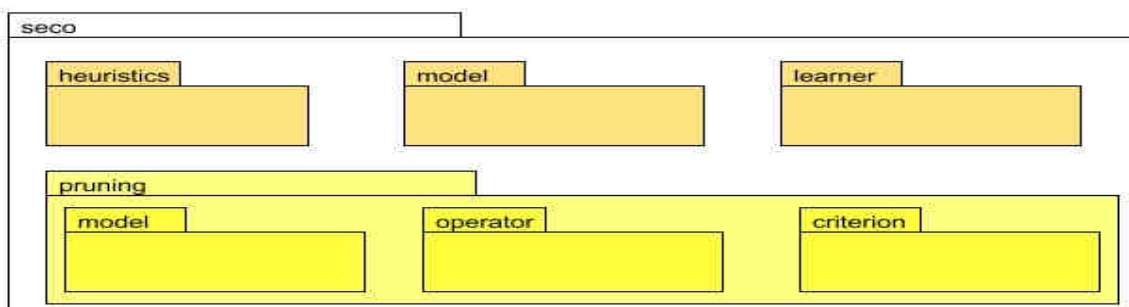 seco
heuristics
model
learner
pruning
model
operator
criterion